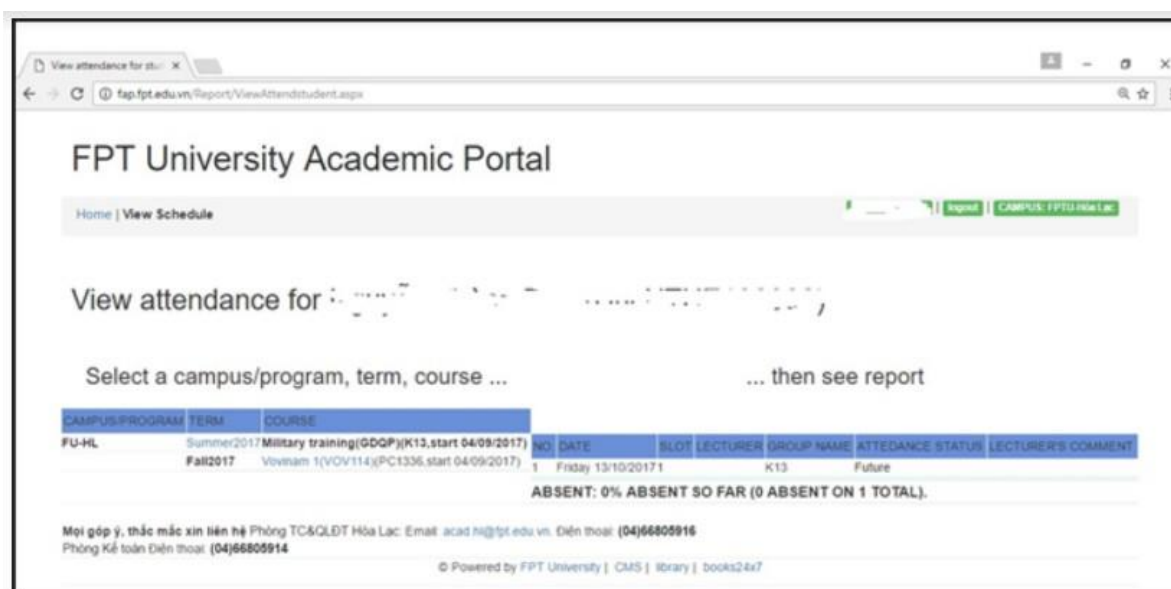 View attendance for stu
fap.fpt.edu.vn/Report/ViewAttendstudent.aspx
FPT University Academic Portal
Home | View Schedule
| logout | CAMPUS: FPTU-Hòa Lạc
View attendance for
Select a campus/program, term, course ...
... then see report
CAMPUS/PROGRAM TERM COURSE
FU-HL Summer2017 Military training(GDQP)(K13,start 04/09/2017)
Fall2017 Vovinam 1(VOV114)(PC1336,start 04/09/2017)
NO DATE SLOT LECTURER GROUP NAME ATTEDANCE STATUS LECTURER'S COMMENT
1 Friday 13/10/2017 1 K13 Future
ABSENT: 0% ABSENT SO FAR (0 ABSENT ON 1 TOTAL).
Mọi góp ý, thắc mắc xin liên hệ Phòng TC&QLĐT Hòa Lạc: Email: acad.hl@fpt.edu.vn. Điện thoại: (04)66805916
Phòng Kế toán Điện thoại: (04)66805914
© Powered by FPT University | CMS | library | books24x7